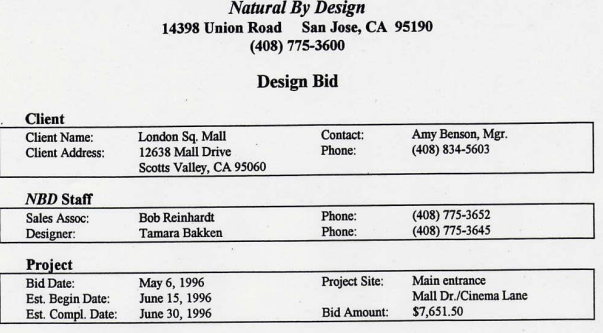 Natural By Design
14398 Union Road San Jose, CA 95190
(408) 775-3600
Design Bid
Client
Client Name: London Sq. Mall Contact: Amy Benson, Mgr.
Client Address: 12638 Mall Drive Phone: (408) 834-5603
Scotts Valley, CA 95060
NBD Staff
Sales Assoc: Bob Reinhardt Phone: (408) 775-3652
Designer: Tamara Bakken Phone: (408) 775-3645
Project
Bid Date: May 6, 1996 Project Site: Main entrance
Est. Begin Date: June 15, 1996 Mall Dr./Cinema Lane
Est. Compl. Date: June 30, 1996 Bid Amount: $7,651.50